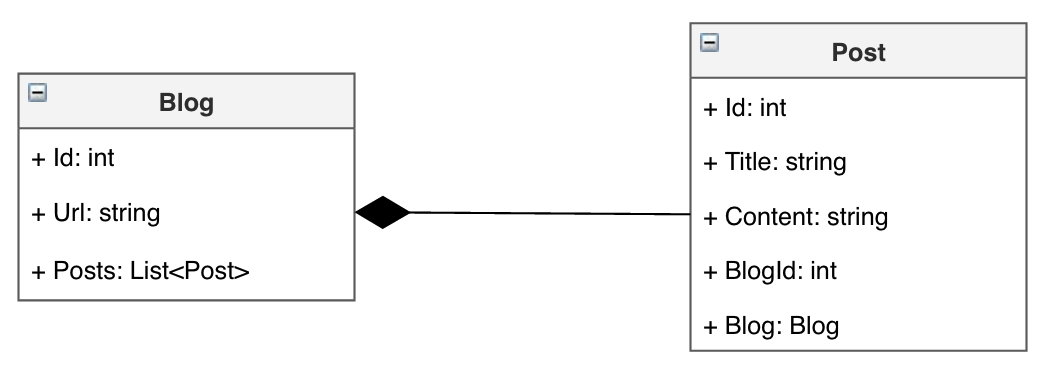 Blog
+ Id: int
+ Url: string
+ Posts: List<Post>
Post
+ Id: int
+ Title: string
+ Content: string
+ BlogId: int
+ Blog: Blog